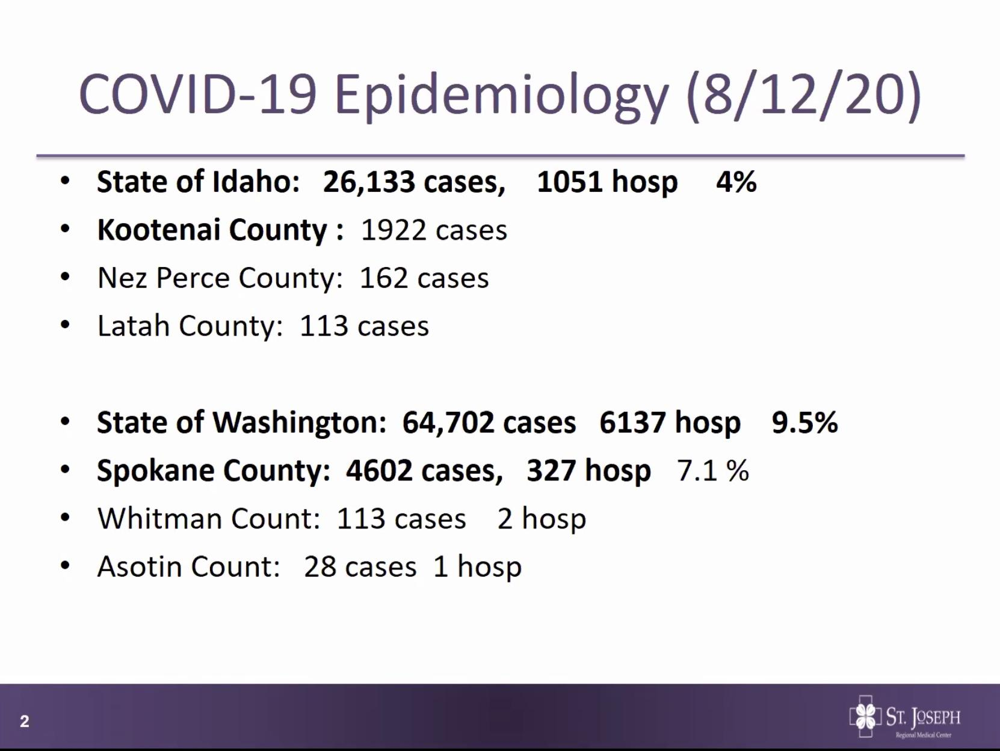 COVID-19 Epidemiology (8/12/20)
• State of Idaho: 26,133 cases, 1051 hosp 4%
• Kootenai County : 1922 cases
• Nez Perce County: 162 cases
• Latah County: 113 cases
• State of Washington: 64,702 cases 6137 hosp 9.5%
• Spokane County: 4602 cases, 327 hosp 7.1 %
• Whitman Count: 113 cases 2 hosp
• Asotin Count: 28 cases 1 hosp
2
St. Joseph
Regional Medical Center